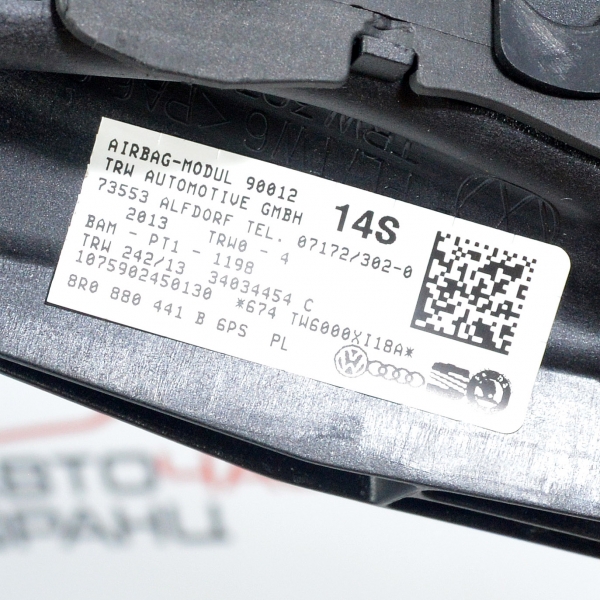 AIRBAG-MODUL 90012
TRW AUTOMOTIVE GMBH
73553 ALFDORF TEL. 07172/302-0
2013 TRW0 - 4
14S
BAM - PT1 - 1198
TRW 242/13 34034454 C
1075902450130 *674 TW6000XI18A*
8R0 880 441 B 6PS PL